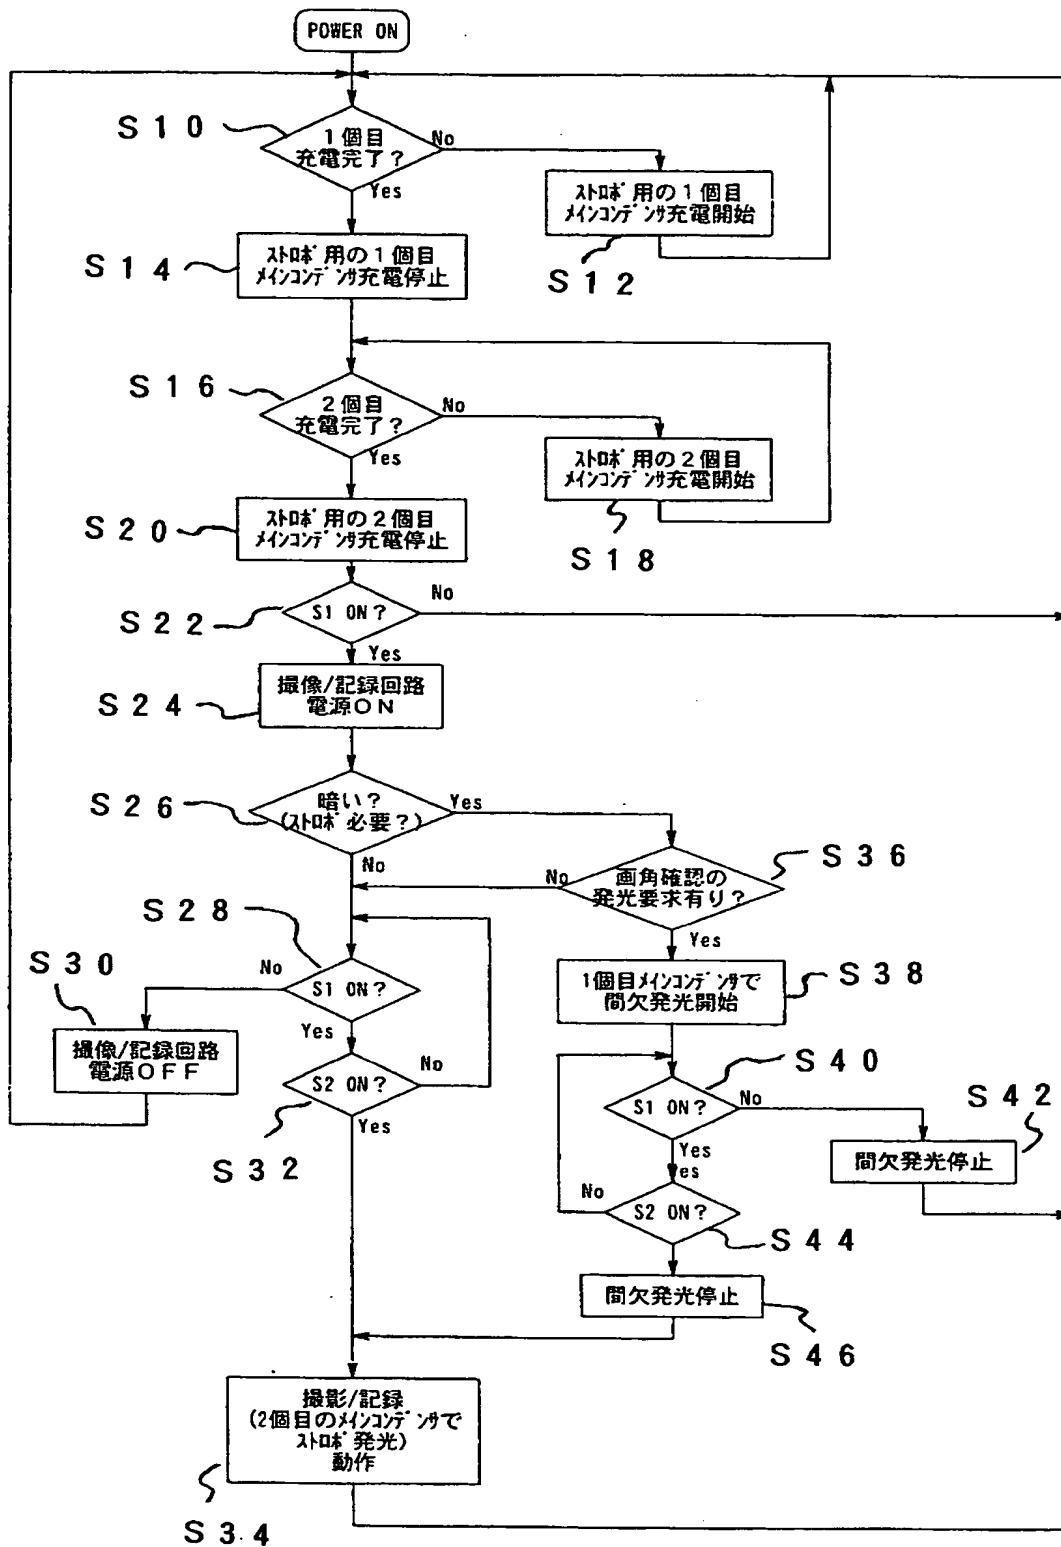 POWER ON
S10
1個目
充電完了?
No
Yes
ストロボ用の1個目
メインコンデンサ充電開始
S12
S14
ストロボ用の1個目
メインコンデンサ充電停止
S16
2個目
充電完了?
No
Yes
ストロボ用の2個目
メインコンデンサ充電開始
S18
S20
ストロボ用の2個目
メインコンデンサ充電停止
S22
S1 ON?
No
Yes
S24
撮像/記録回路
電源ON
S26
暗い?
(ストロボ必要?)
Yes
No
S36
画角確認の
発光要求有り?
No
Yes
S28
S1 ON?
No
Yes
S30
撮像/記録回路
電源OFF
S32
S2 ON?
No
Yes
S38
1個目メインコンデンサで
間欠発光開始
S40
S1 ON?
No
Yes
es
S42
間欠発光停止
S2 ON?
No
S44
間欠発光停止
S46
撮影/記録
(2個目のメインコンデンサで
ストロボ発光)
動作
S34